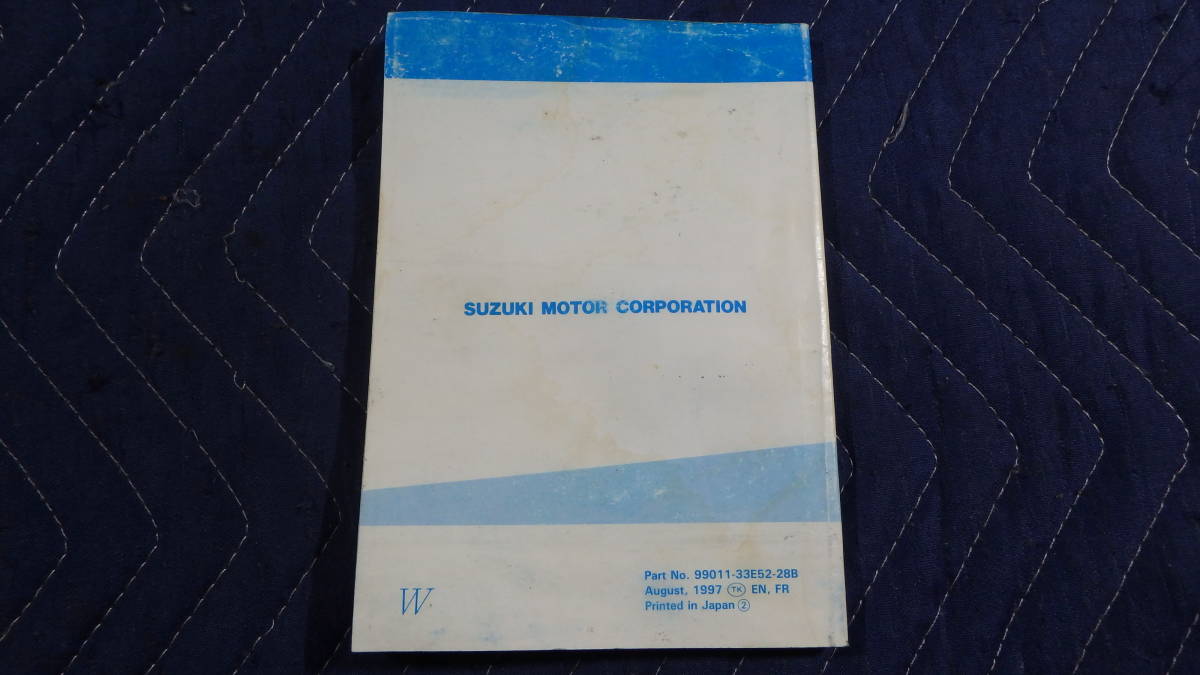 SUZUKI MOTOR CORPORATION
Part No. 99011-33E52-28B
August, 1997 TK EN, FR
Printed in Japan ②
W